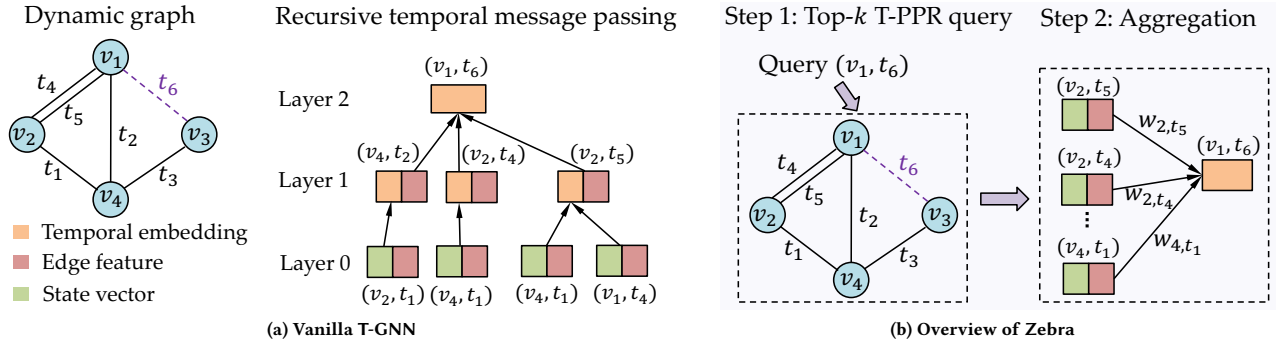 Dynamic graph
v₁
t₄
t₅
t₆
t₂
v₂
v₃
t₁
t₃
v₄
Temporal embedding
Edge feature
State vector
Recursive temporal message passing
(v₁, t₆)
Layer 2
(v₄, t₂) (v₂, t₄) (v₂, t₅)
Layer 1
Layer 0
(v₂, t₁) (v₄, t₁) (v₄, t₁) (v₁, t₄)
(a) Vanilla T-GNN
Step 1: Top-k T-PPR query
Query (v₁, t₆)
v₁
t₄
t₅
t₆
t₂
v₂
v₃
t₁
t₃
v₄
Step 2: Aggregation
(v₂, t₅)
w₂,ₜ₅
(v₁, t₆)
(v₂, t₄)
w₂,ₜ₄
⋮
(v₄, t₁)
w₄,ₜ₁
(b) Overview of Zebra